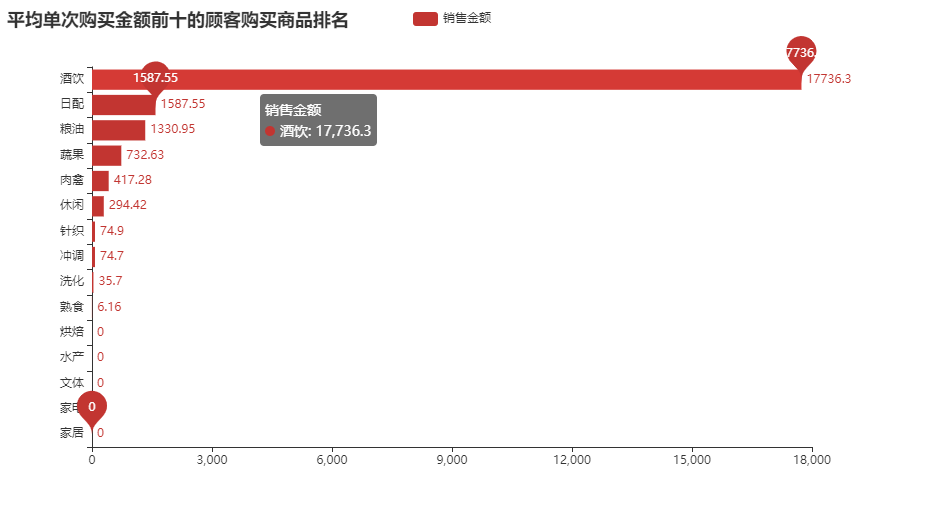 平均单次购买金额前十的顾客购买商品排名
销售金额
7736.
酒饮
1587.55
17736.3
日配
1587.55
销售金额
酒饮: 17,736.3
粮油
1330.95
蔬果
732.63
肉禽
417.28
休闲
294.42
针织
74.9
冲调
74.7
洗化
35.7
熟食
6.16
烘焙
0
水产
0
文体
0
家电
0
家居
0
0
3,000
6,000
9,000
12,000
15,000
18,000